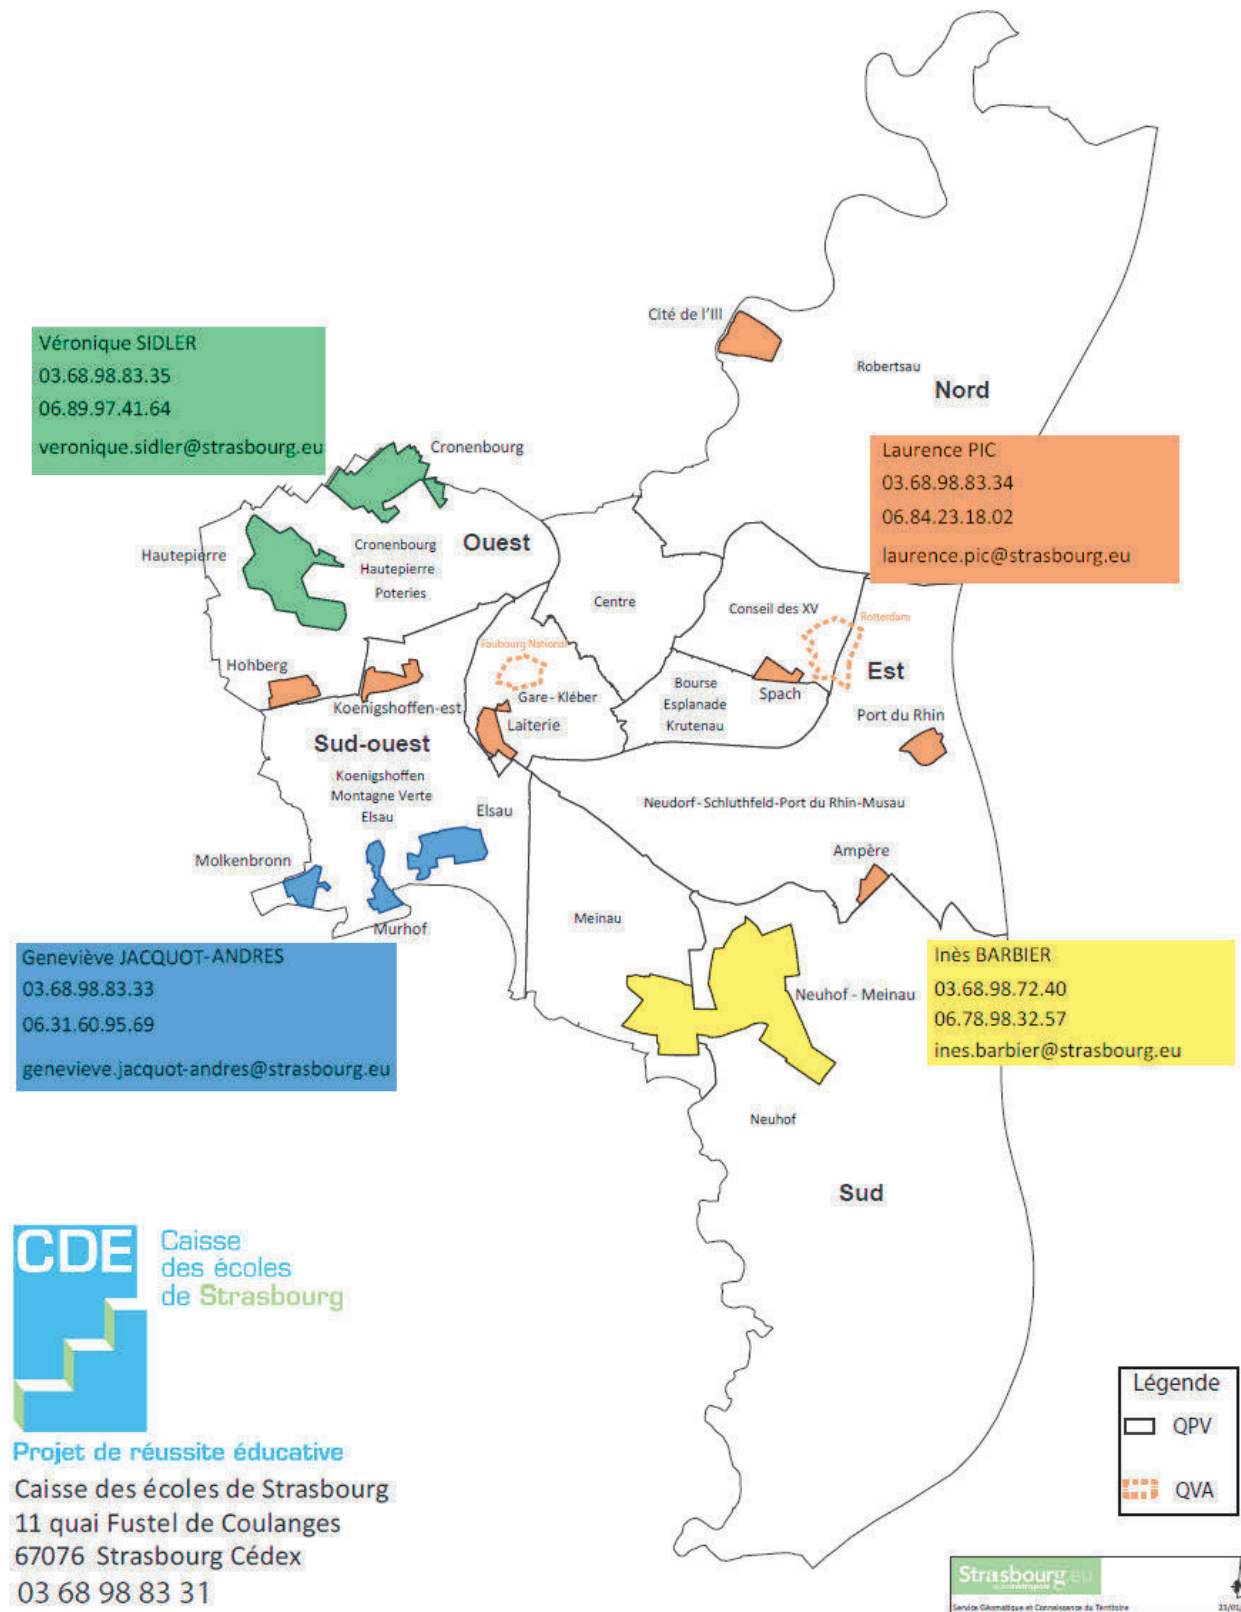 Cité de l'Ill
Robertsau
Nord
Véronique SIDLER
03.68.98.83.35
06.89.97.41.64
veronique.sidler@strasbourg.eu
Cronenbourg
Laurence PIC
03.68.98.83.34
06.84.23.18.02
laurence.pic@strasbourg.eu
Hautepierre
Cronenbourg
Hautepierre
Poteries
Ouest
Centre
Conseil des XV
Rotterdam
Faubourg National
Hohberg
Koenigshoffen-est
Gare - Kléber
Laiterie
Bourse
Esplanade
Krutenau
Spach
Est
Port du Rhin
Sud-ouest
Koenigshoffen
Montagne Verte
Elsau
Elsau
Neudorf-Schluthfeld-Port du Rhin-Musau
Molkenbronn
Ampère
Murhof
Meinau
Geneviève JACQUOT-ANDRES
03.68.98.83.33
06.31.60.95.69
genevieve.jacquot-andres@strasbourg.eu
Neuhof - Meinau
Inès BARBIER
03.68.98.72.40
06.78.98.32.57
ines.barbier@strasbourg.eu
Neuhof
Sud
CDE
Caisse
des écoles
de Strasbourg
Projet de réussite éducative
Caisse des écoles de Strasbourg
11 quai Fustel de Coulanges
67076 Strasbourg Cédex
03 68 98 83 31
Légende
QPV
QVA
Strasbourg.eu
Service Géomatique et Connaissance du Territoire